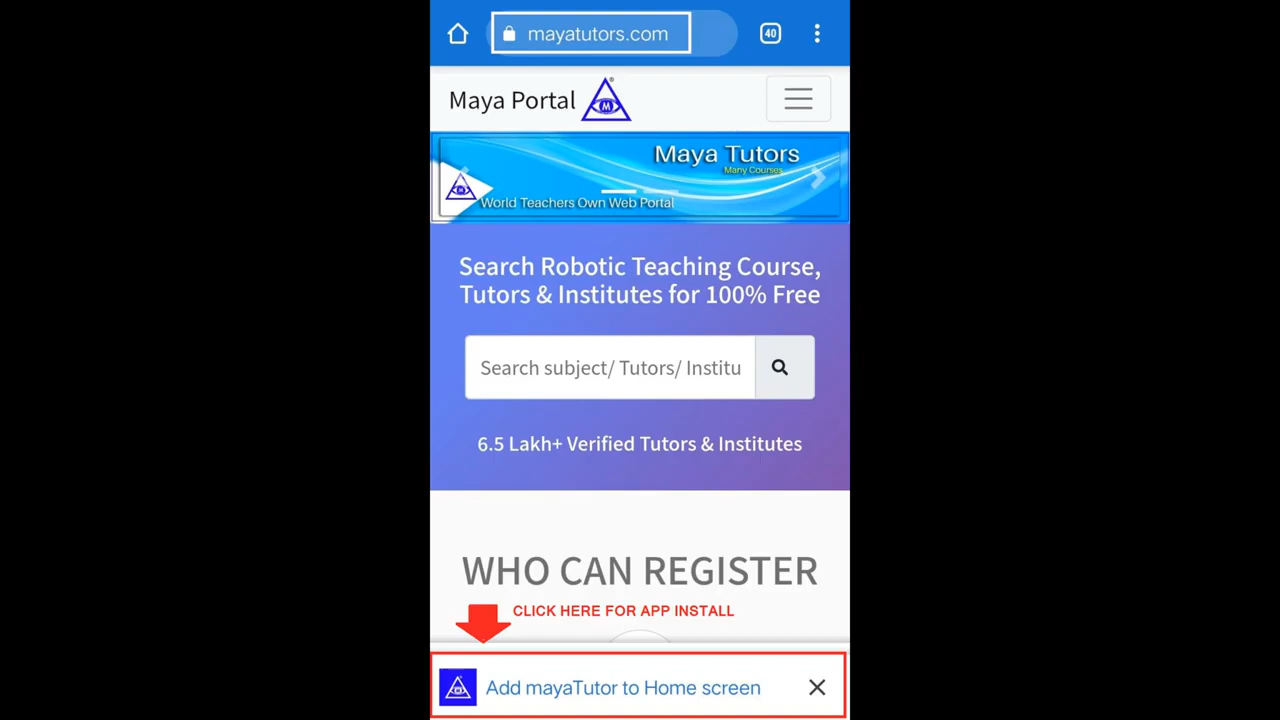 mayatutors.com
40
Maya Portal
M
Maya Tutors
Many Courses
World Teachers Own Web Portal
Search Robotic Teaching Course,
Tutors & Institutes for 100% Free
Search subject/ Tutors/ Institu
6.5 Lakh+ Verified Tutors & Institutes
WHO CAN REGISTER
CLICK HERE FOR APP INSTALL
Add mayaTutor to Home screen